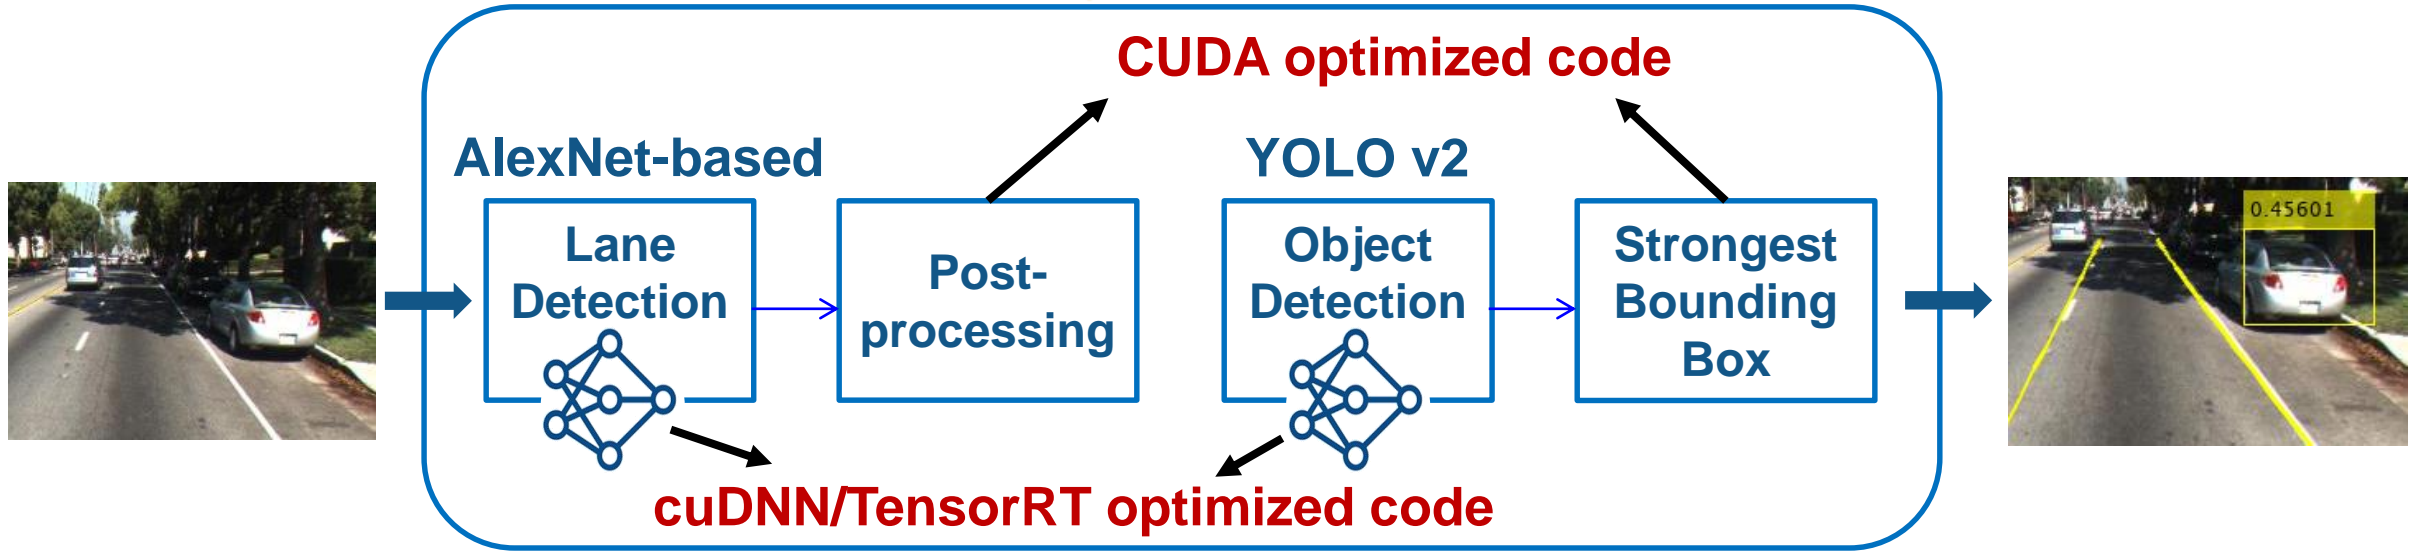 CUDA optimized code
AlexNet-based
YOLO v2
Lane
Detection
Post-
processing
Object
Detection
Strongest
Bounding
Box
0.45601
cuDNN/TensorRT optimized code